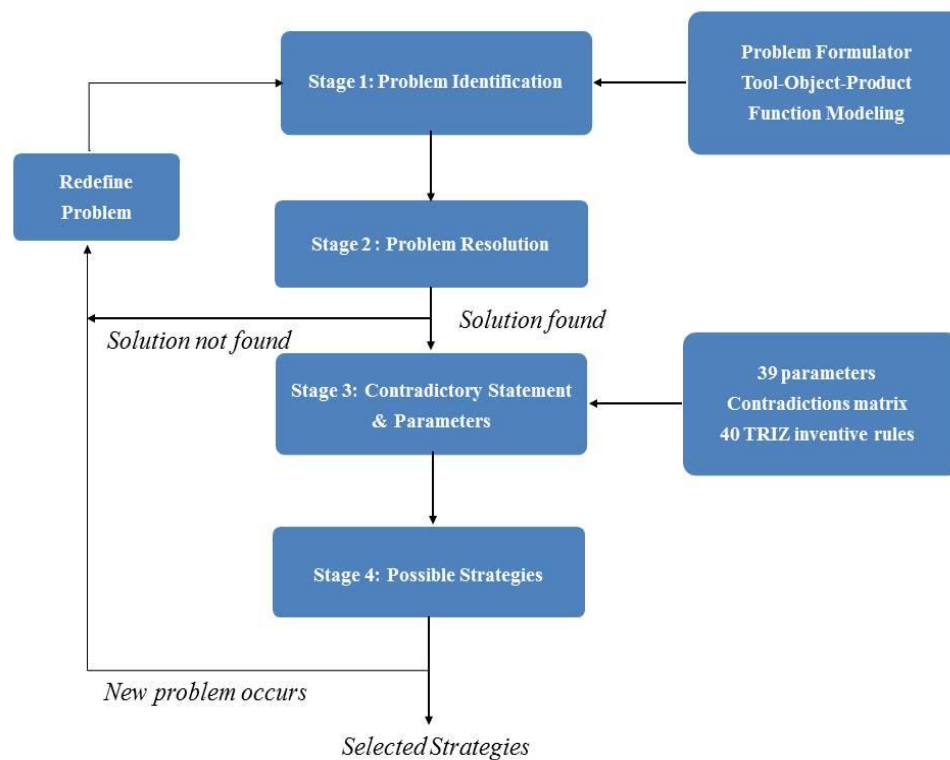 Stage 1: Problem Identification
Problem Formulator
Tool-Object-Product
Function Modeling
Redefine
Problem
Stage 2 : Problem Resolution
Solution not found
Solution found
Stage 3: Contradictory Statement
& Parameters
39 parameters
Contradictions matrix
40 TRIZ inventive rules
Stage 4: Possible Strategies
New problem occurs
Selected Strategies